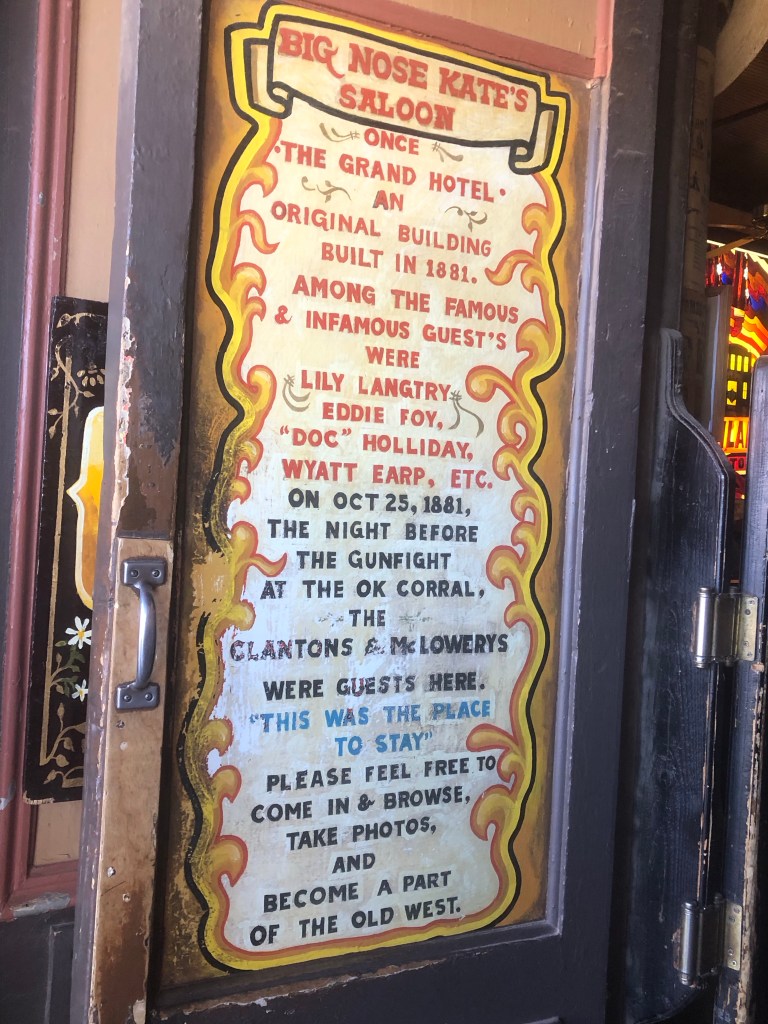 BIG NOSE KATE'S
SALOON
ONCE
·THE GRAND HOTEL·
AN
ORIGINAL BUILDING
BUILT IN 1881.
AMONG THE FAMOUS
& INFAMOUS GUEST'S
WERE
LILY LANGTRY,
EDDIE FOY,
"DOC" HOLLIDAY,
WYATT EARP, ETC.
ON OCT 25, 1881,
THE NIGHT BEFORE
THE GUNFIGHT
AT THE OK CORRAL,
THE
CLANTONS & McLOWERYS
WERE GUESTS HERE.
"THIS WAS THE PLACE
TO STAY"
PLEASE FEEL FREE TO
COME IN & BROWSE,
TAKE PHOTOS,
AND
BECOME A PART
OF THE OLD WEST.